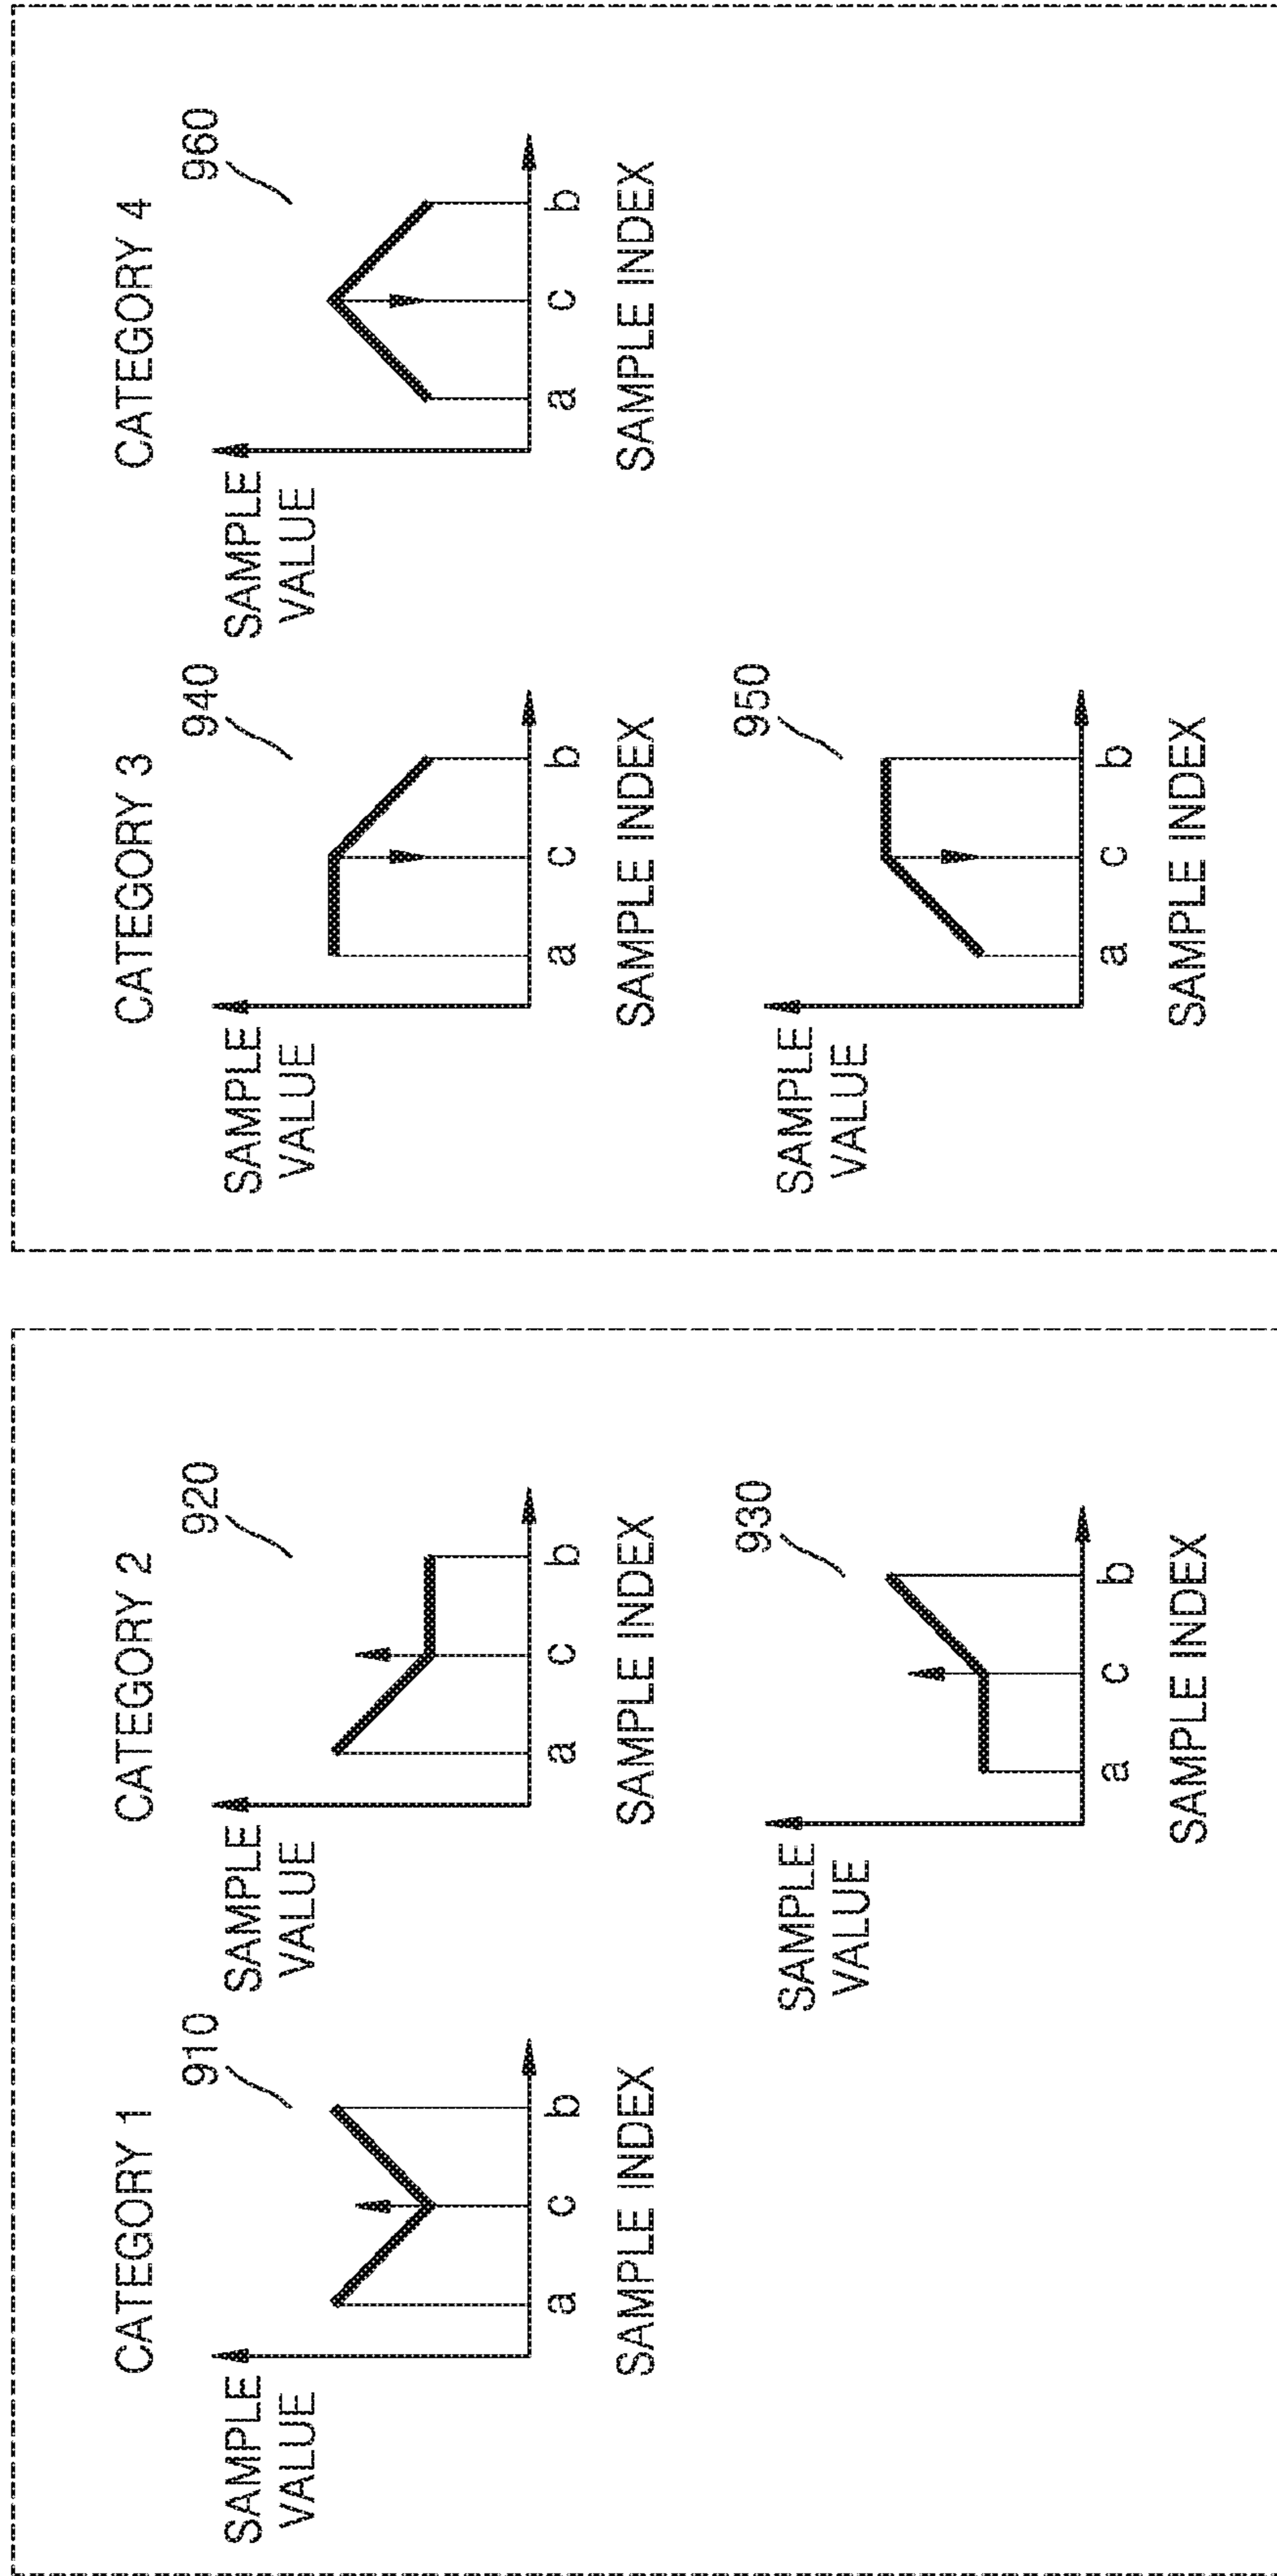 CATEGORY 1
910
SAMPLE
VALUE
a c b
SAMPLE INDEX
CATEGORY 2
920
SAMPLE
VALUE
a c b
SAMPLE INDEX
930
SAMPLE
VALUE
a c b
SAMPLE INDEX
CATEGORY 3
940
SAMPLE
VALUE
a c b
SAMPLE INDEX
950
SAMPLE
VALUE
a c b
SAMPLE INDEX
CATEGORY 4
960
SAMPLE
VALUE
a c b
SAMPLE INDEX